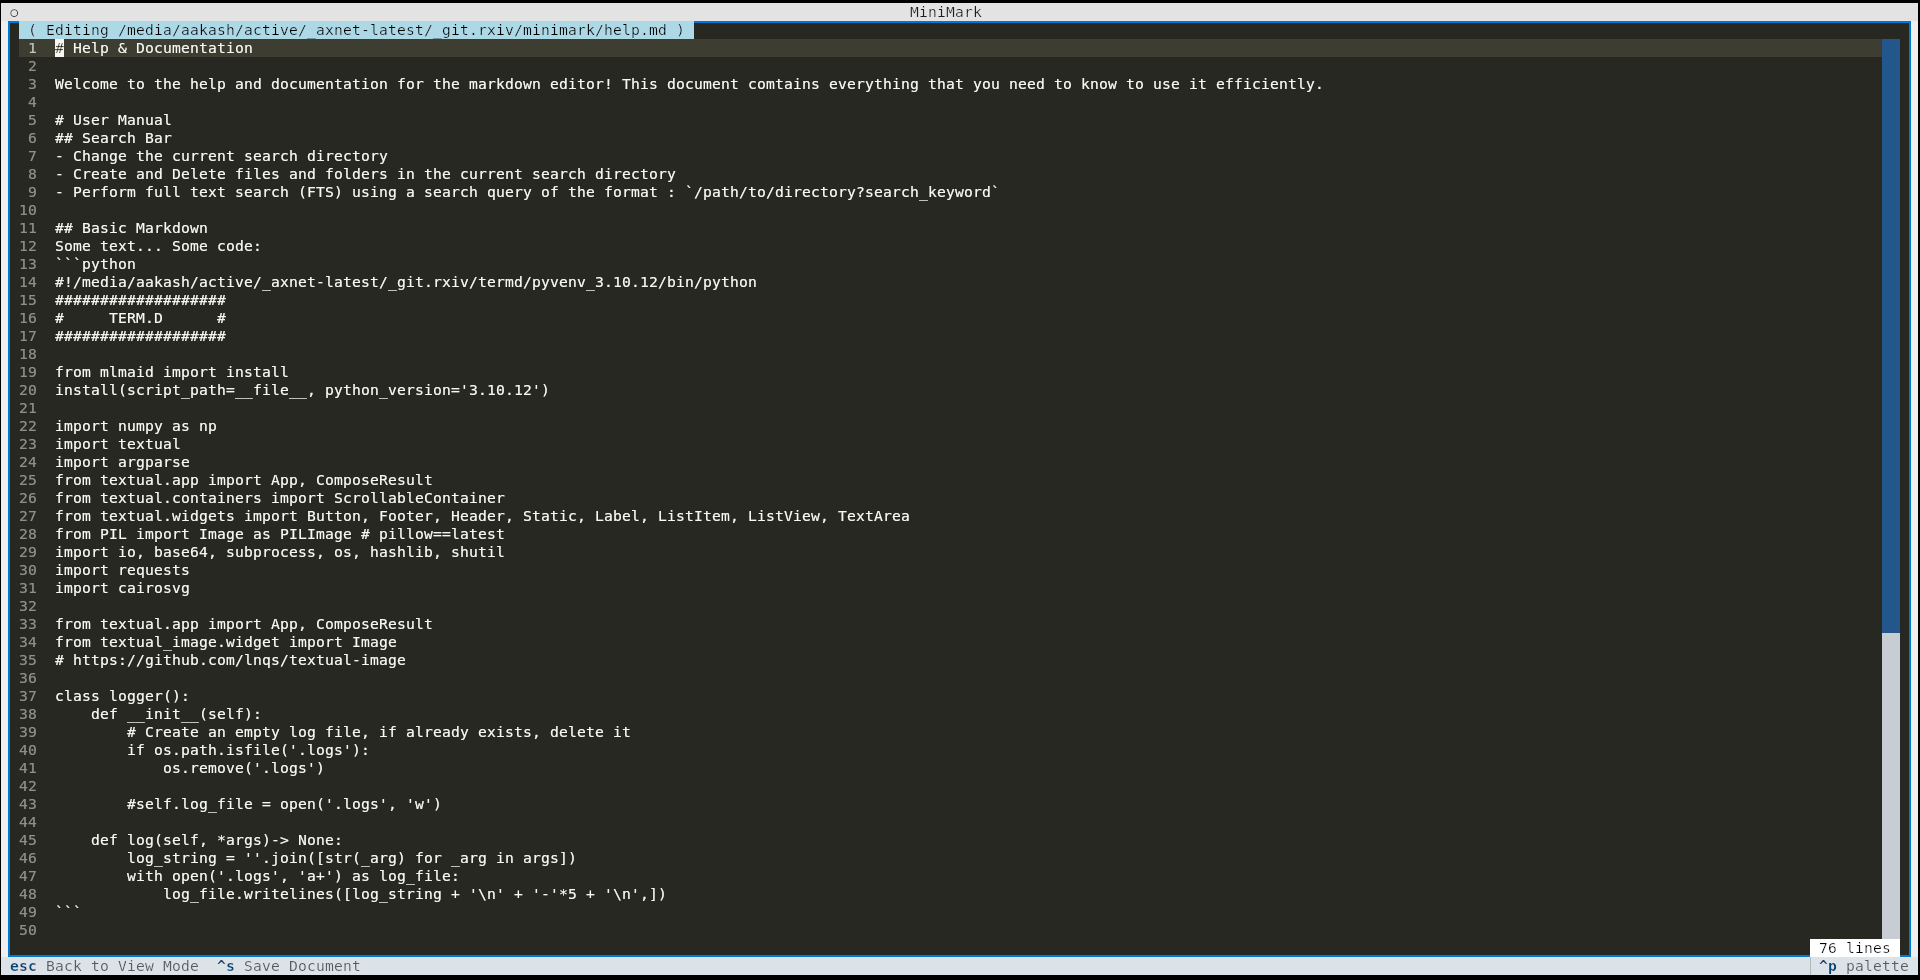 ○ MiniMark
( Editing /media/aakash/active/_axnet-latest/_git.rxiv/minimark/help.md )
1 # Help & Documentation
2
3 Welcome to the help and documentation for the markdown editor! This document comtains everything that you need to know to use it efficiently.
4
5 # User Manual
6 ## Search Bar
7 - Change the current search directory
8 - Create and Delete files and folders in the current search directory
9 - Perform full text search (FTS) using a search query of the format : `/path/to/directory?search_keyword`
10
11 ## Basic Markdown
12 Some text... Some code:
13 ```python
14 #!/media/aakash/active/_axnet-latest/_git.rxiv/termd/pyvenv_3.10.12/bin/python
15 ###################
16 #     TERM.D      #
17 ###################
18
19 from mlmaid import install
20 install(script_path=__file__, python_version='3.10.12')
21
22 import numpy as np
23 import textual
24 import argparse
25 from textual.app import App, ComposeResult
26 from textual.containers import ScrollableContainer
27 from textual.widgets import Button, Footer, Header, Static, Label, ListItem, ListView, TextArea
28 from PIL import Image as PILImage # pillow==latest
29 import io, base64, subprocess, os, hashlib, shutil
30 import requests
31 import cairosvg
32
33 from textual.app import App, ComposeResult
34 from textual_image.widget import Image
35 # https://github.com/lnqs/textual-image
36
37 class logger():
38     def __init__(self):
39         # Create an empty log file, if already exists, delete it
40         if os.path.isfile('.logs'):
41             os.remove('.logs')
42
43         #self.log_file = open('.logs', 'w')
44
45     def log(self, *args)-> None:
46         log_string = ''.join([str(_arg) for _arg in args])
47         with open('.logs', 'a+') as log_file:
48             log_file.writelines([log_string + '\n' + '-'*5 + '\n',])
49 ```
50
76 lines
esc Back to View Mode  ^s Save Document  ^p palette